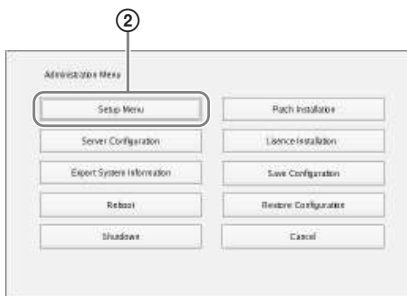 ②
Administration Menu
Setup Menu
Patch Installation
Server Configuration
Lisence Installation
Export System Information
Save Configuration
Reboot
Restore Configuration
Shutdown
Cancel